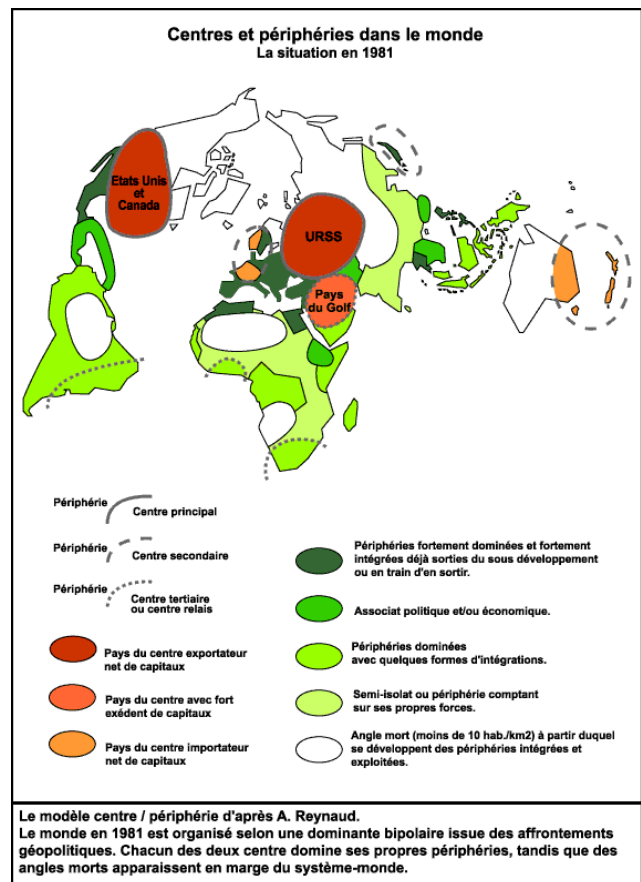 Centres et périphéries dans le monde
La situation en 1981
Etats Unis
et
Canada
URSS
Pays
du Golf
Périphérie
Centre principal
Périphérie
Centre secondaire
Périphérie
Centre tertiaire
ou centre relais
Pays du centre exportateur
net de capitaux
Pays du centre avec fort
exédent de capitaux
Pays du centre importateur
net de capitaux
Périphéries fortement dominées et fortement
intégrées déjà sorties du sous développement
ou en train d'en sortir.
Associat politique et/ou économique.
Périphéries dominées
avec quelques formes d'intégrations.
Semi-isolat ou périphérie comptant
sur ses propres forces.
Angle mort (moins de 10 hab./km2) à partir duquel
se développent des périphéries intégrées et
exploitées.
Le modèle centre / périphérie d'après A. Reynaud.
Le monde en 1981 est organisé selon une dominante bipolaire issue des affrontements
géopolitiques. Chacun des deux centre domine ses propres périphéries, tandis que des
angles morts apparaissent en marge du système-monde.